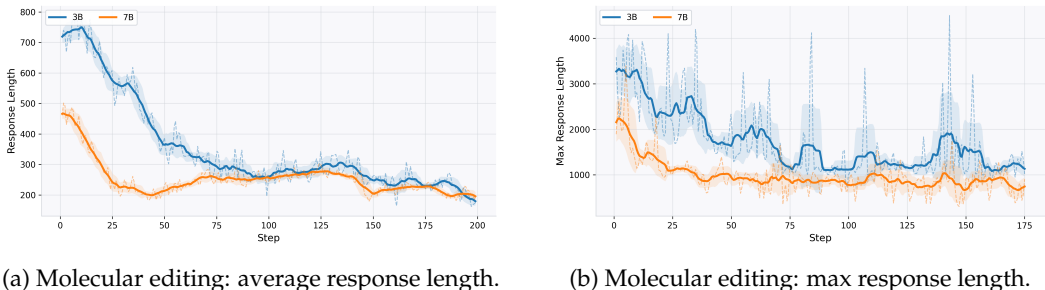 3B 7B
800
700
600
500
400
300
200
Response Length
0 25 50 75 100 125 150 175 200
Step
(a) Molecular editing: average response length.
3B 7B
4000
3000
2000
1000
Max Response Length
0 25 50 75 100 125 150 175
Step
(b) Molecular editing: max response length.